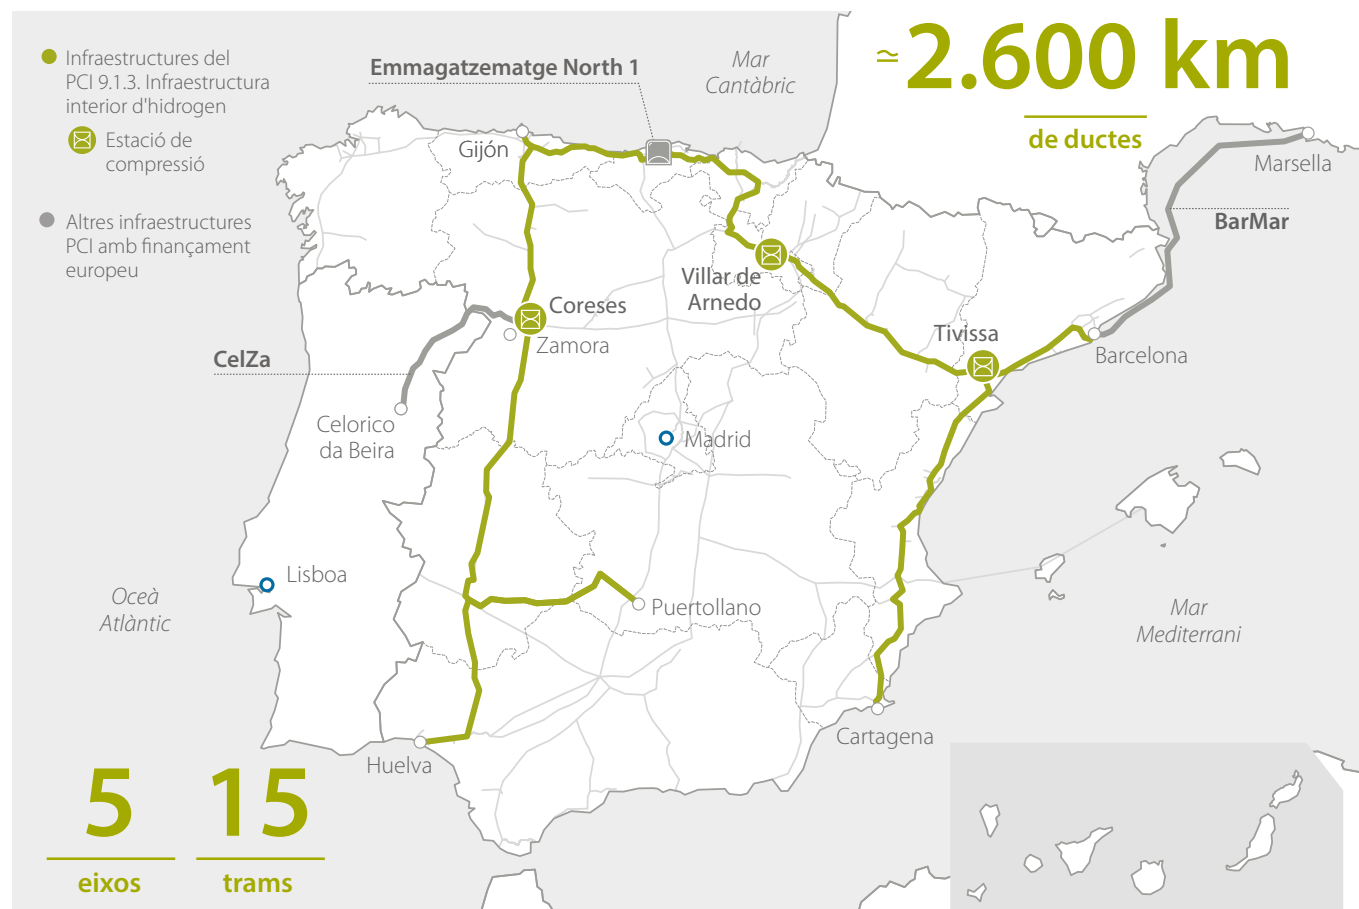 Infraestructures del
PCI 9.1.3. Infraestructura
interior d'hidrogen
Estació de
compressió
Altres infraestructures
PCI amb finançament
europeu
Emmagatzematge North 1
Mar
Cantàbric
≃2.600 km
de ductes
Marsella
BarMar
Gijón
Villar de
Arnedo
Coreses
Zamora
Tivissa
Barcelona
CelZa
Celorico
da Beira
Madrid
Lisboa
Oceà
Atlàntic
Puertollano
Mar
Mediterrani
Cartagena
Huelva
5
eixos
15
trams